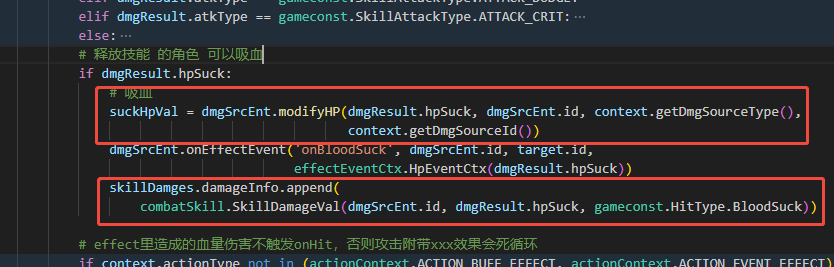 elif dmgResult.atkType == gameconst.SkillAttackType.ATTACK_CRIT:···
else:···
# 释放技能 的角色 可以吸血
if dmgResult.hpSuck:
# 吸血
suckHpVal = dmgSrcEnt.modifyHP(dmgResult.hpSuck, dmgSrcEnt.id, context.getDmgSourceType(),
context.getDmgSourceId())
dmgSrcEnt.onEffectEvent('onBloodSuck', dmgSrcEnt.id, target.id,
effectEventCtx.HpEventCtx(dmgResult.hpSuck))
skillDamges.damageInfo.append(
combatSkill.SkillDamageVal(dmgSrcEnt.id, dmgResult.hpSuck, gameconst.HitType.BloodSuck))
# effect里造成的血量伤害不触发onHit，否则攻击附带xxx效果会死循环
if context.actionType not in (actionContext.ACTION_BUFF_EFFECT, actionContext.ACTION_EVENT_EFFECT)